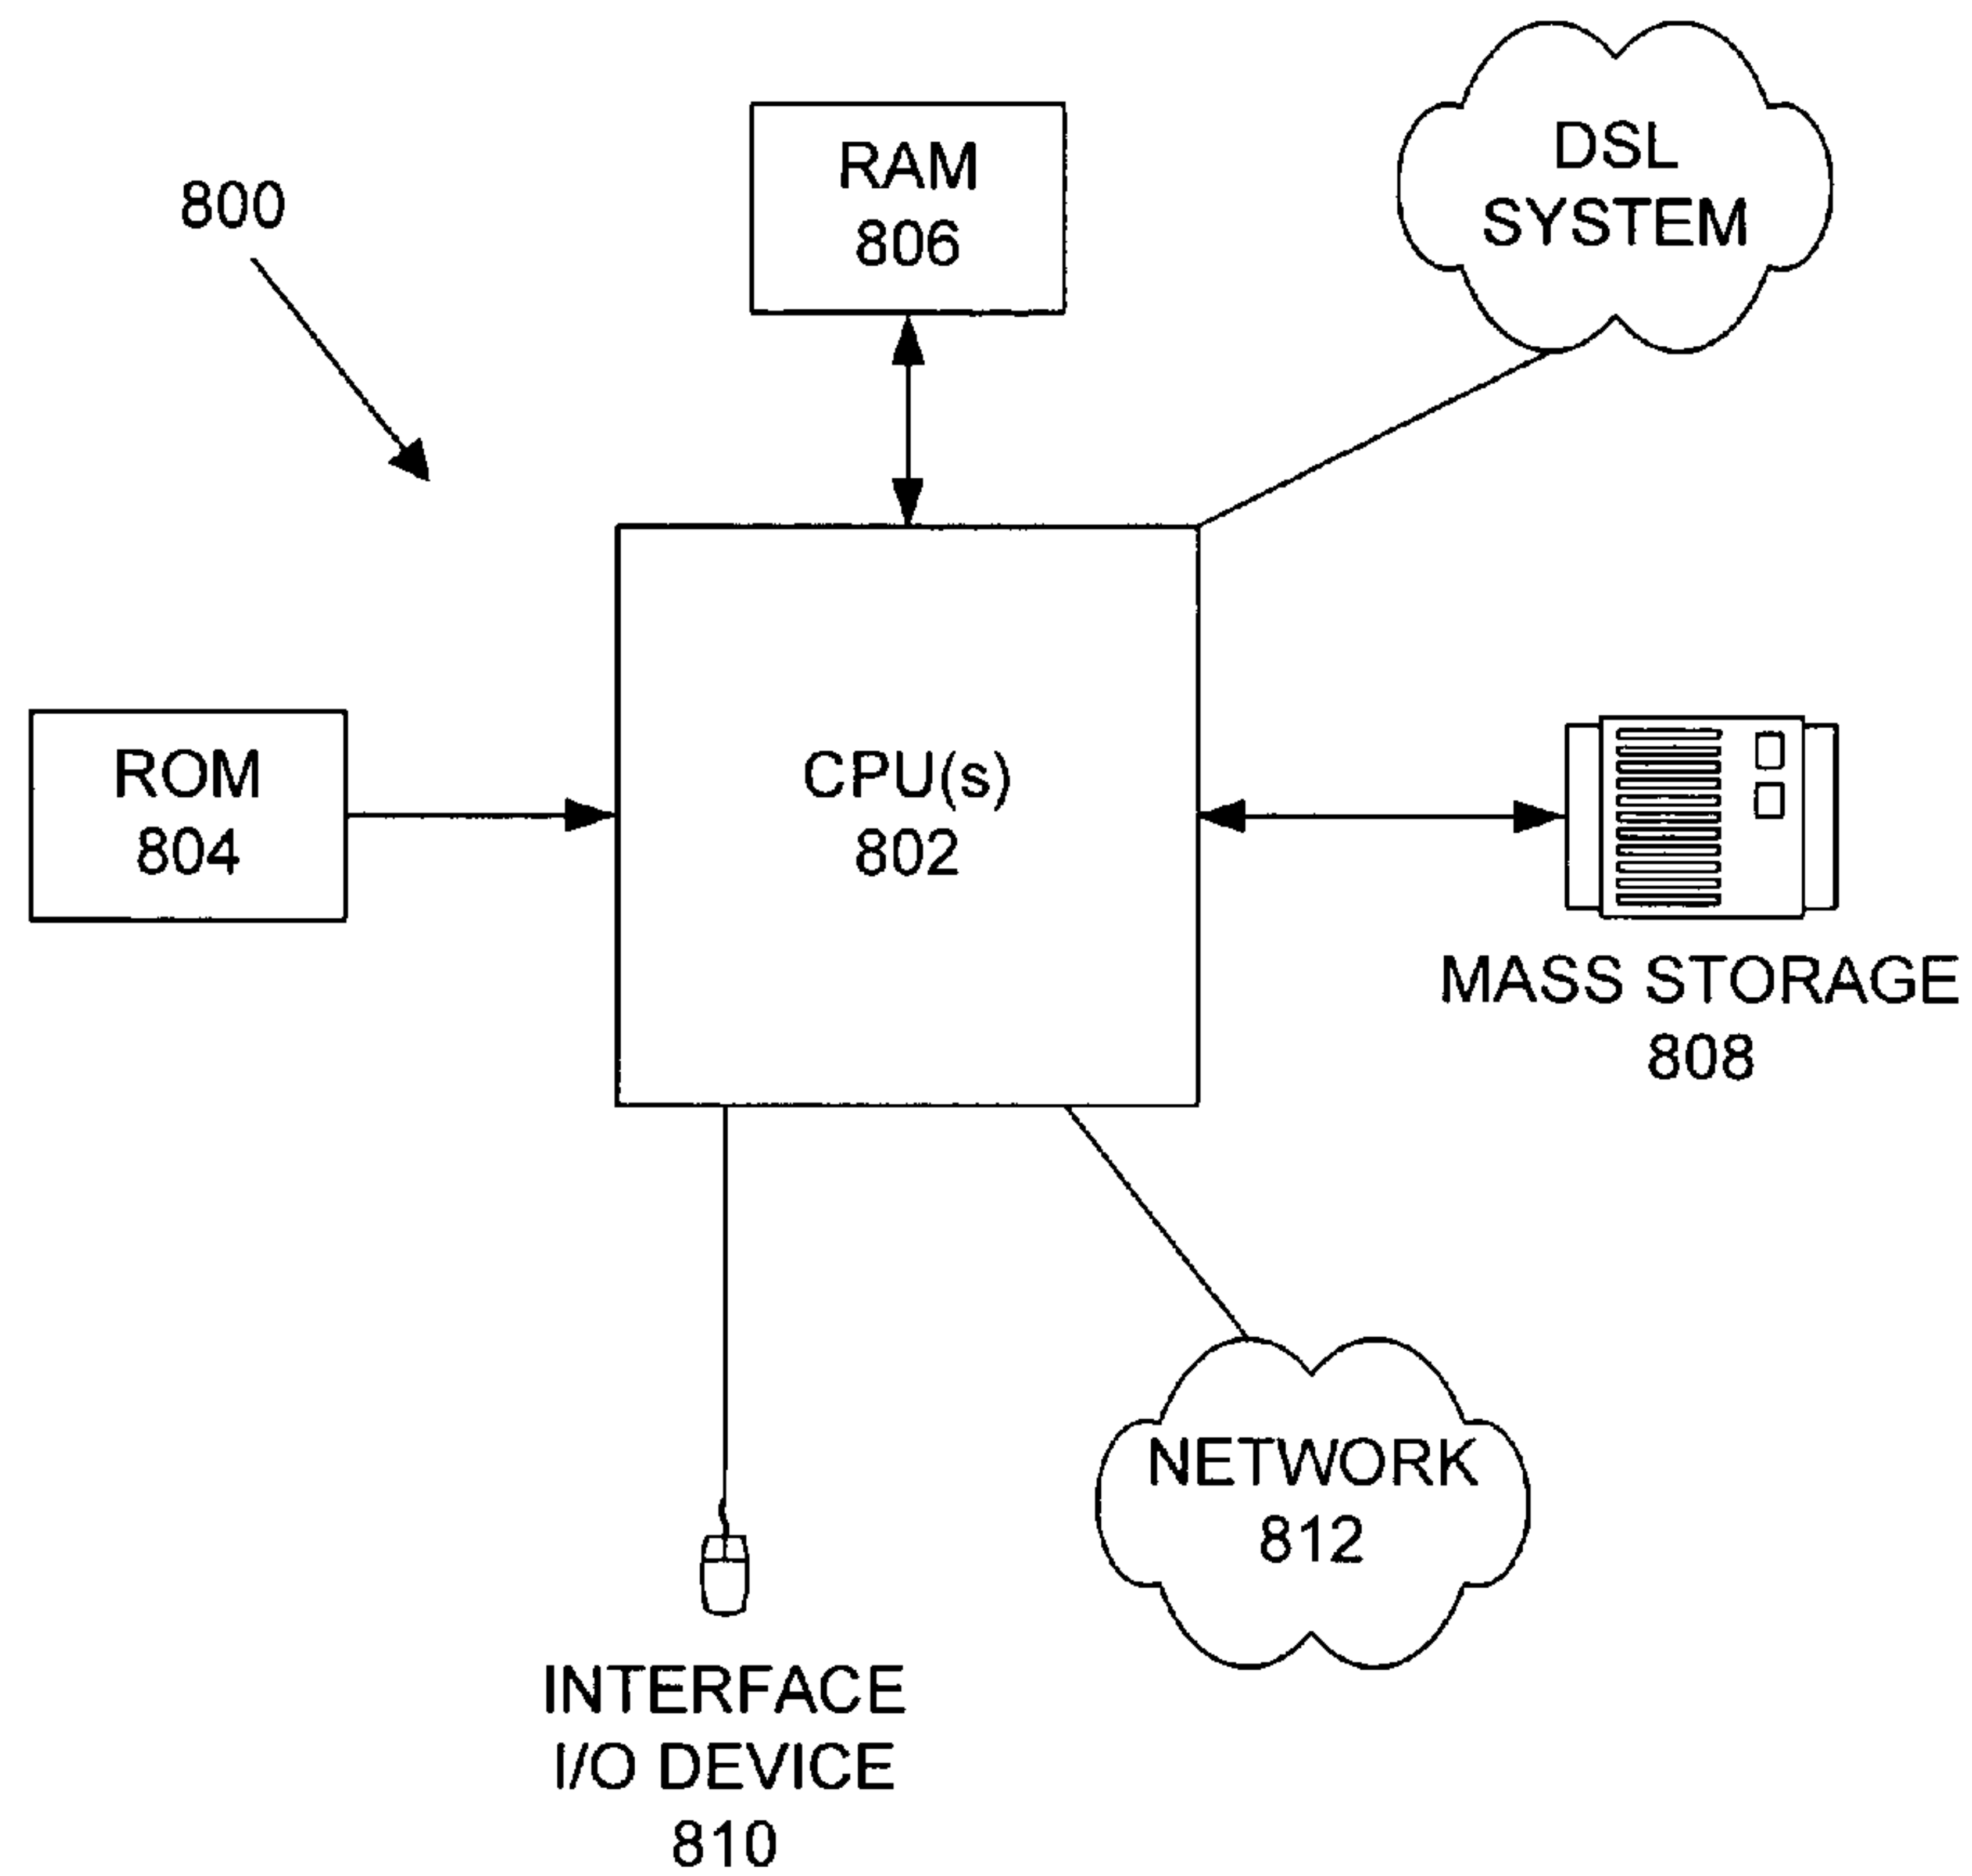 800
RAM
806
DSL
SYSTEM
ROM
804
CPU(s)
802
MASS STORAGE
808
NETWORK
812
INTERFACE
I/O DEVICE
810